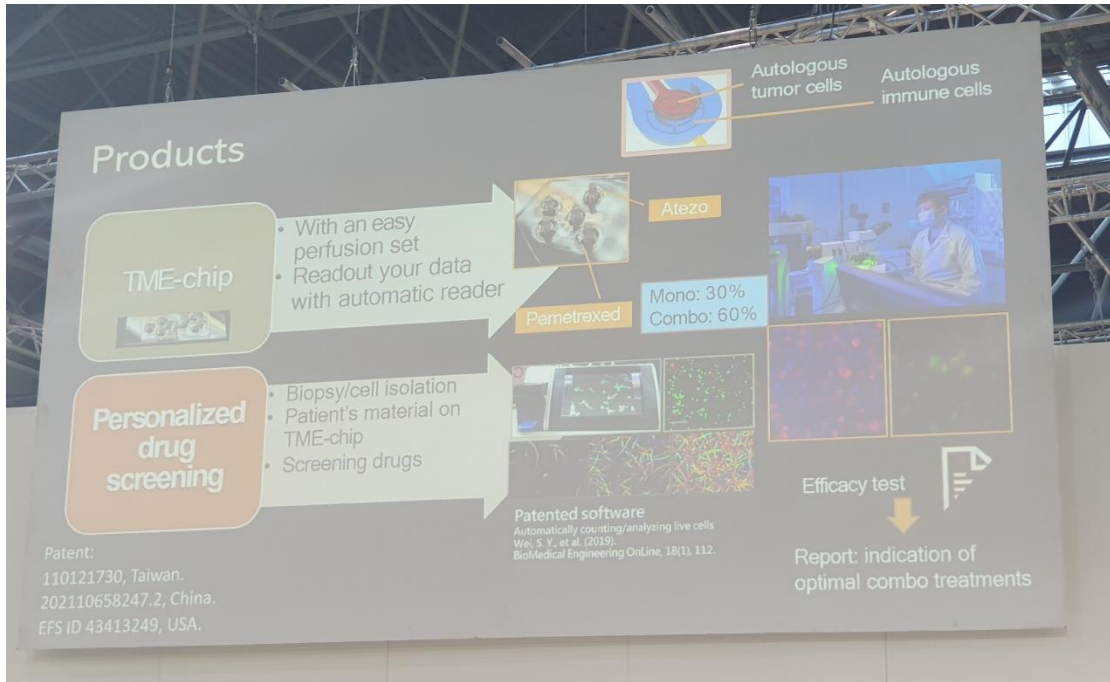 Products
Autologous
tumor cells
Autologous
immune cells
TME-chip
• With an easy
perfusion set
• Readout your data
with automatic reader
Atezo
Pemetrexed
Mono: 30%
Combo: 60%
Personalized
drug
screening
• Biopsy/cell isolation
• Patient's material on
TME-chip
• Screening drugs
Patented software
Automatically counting/analyzing live cells
Wei, S. Y., et al. (2019).
BioMedical Engineering OnLine, 18(1), 112.
Efficacy test
Report: indication of
optimal combo treatments
Patent:
110121730, Taiwan.
202110658247.2, China.
EFS ID 43413249, USA.